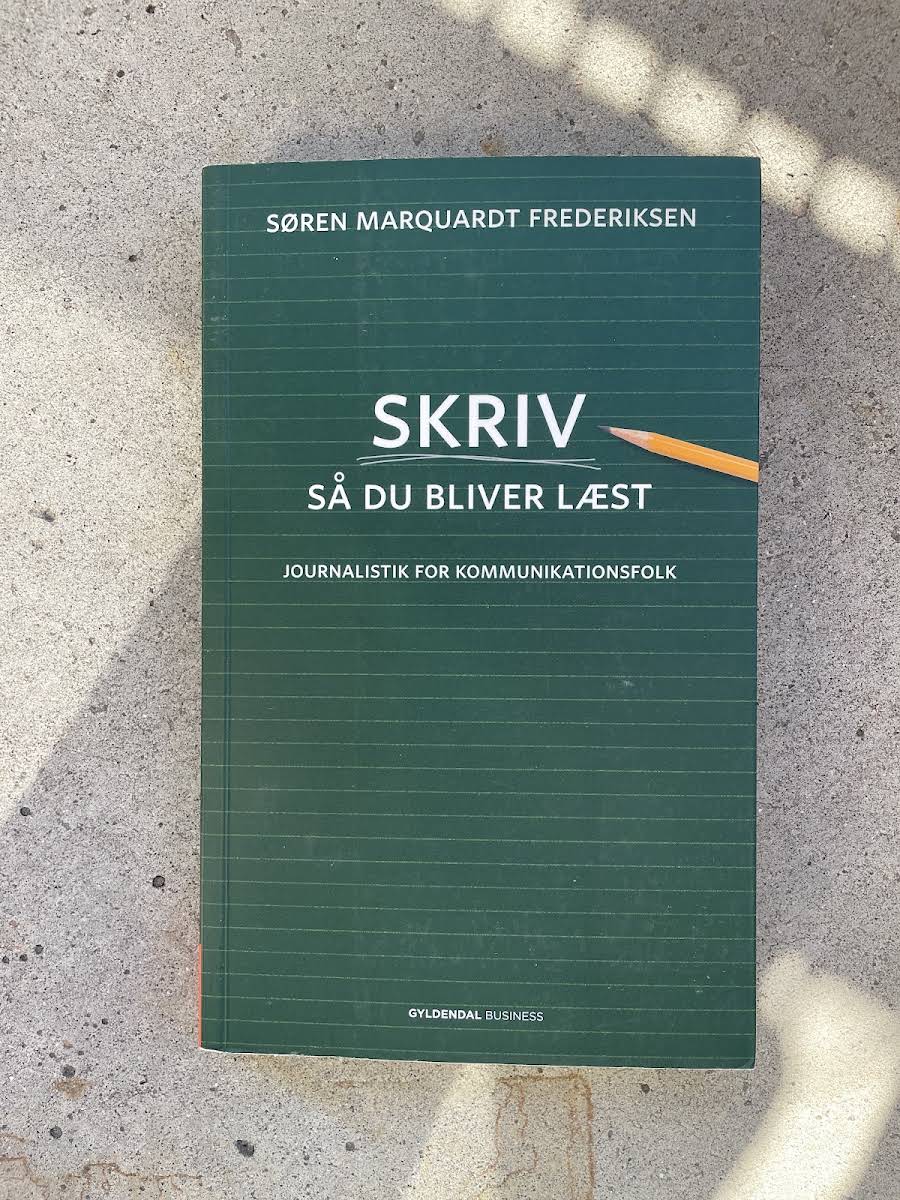 SØREN MARQUARDT FREDERIKSEN
SKRIV
SÅ DU BLIVER LÆST
JOURNALISTIK FOR KOMMUNIKATIONSFOLK
GYLDENDAL BUSINESS